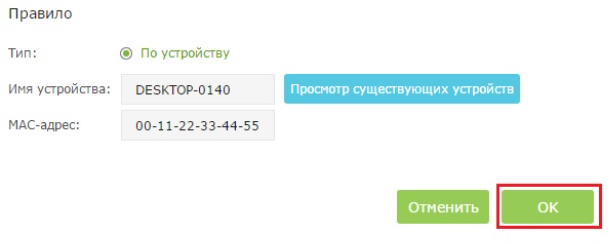 Правило
Тип: По устройству
Имя устройства: DESKTOP-0140 Просмотр существующих устройств
MAC-адрес: 00-11-22-33-44-55
Отменить OK